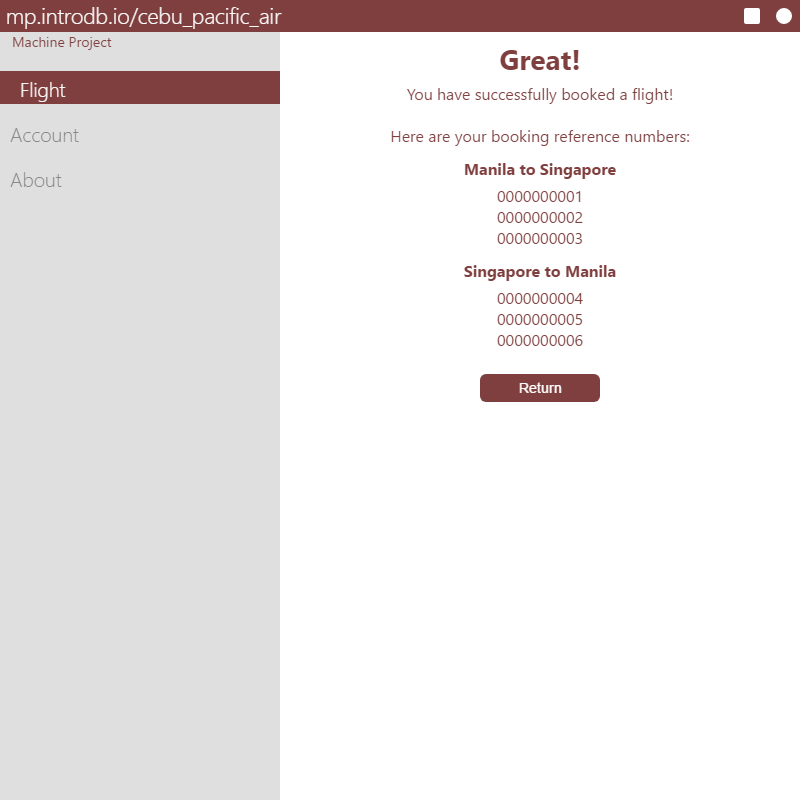 mp.introdb.io/cebu_pacific_air
Machine Project
Flight
Account
About
Great!
You have successfully booked a flight!
Here are your booking reference numbers:
Manila to Singapore
0000000001
0000000002
0000000003
Singapore to Manila
0000000004
0000000005
0000000006
Return